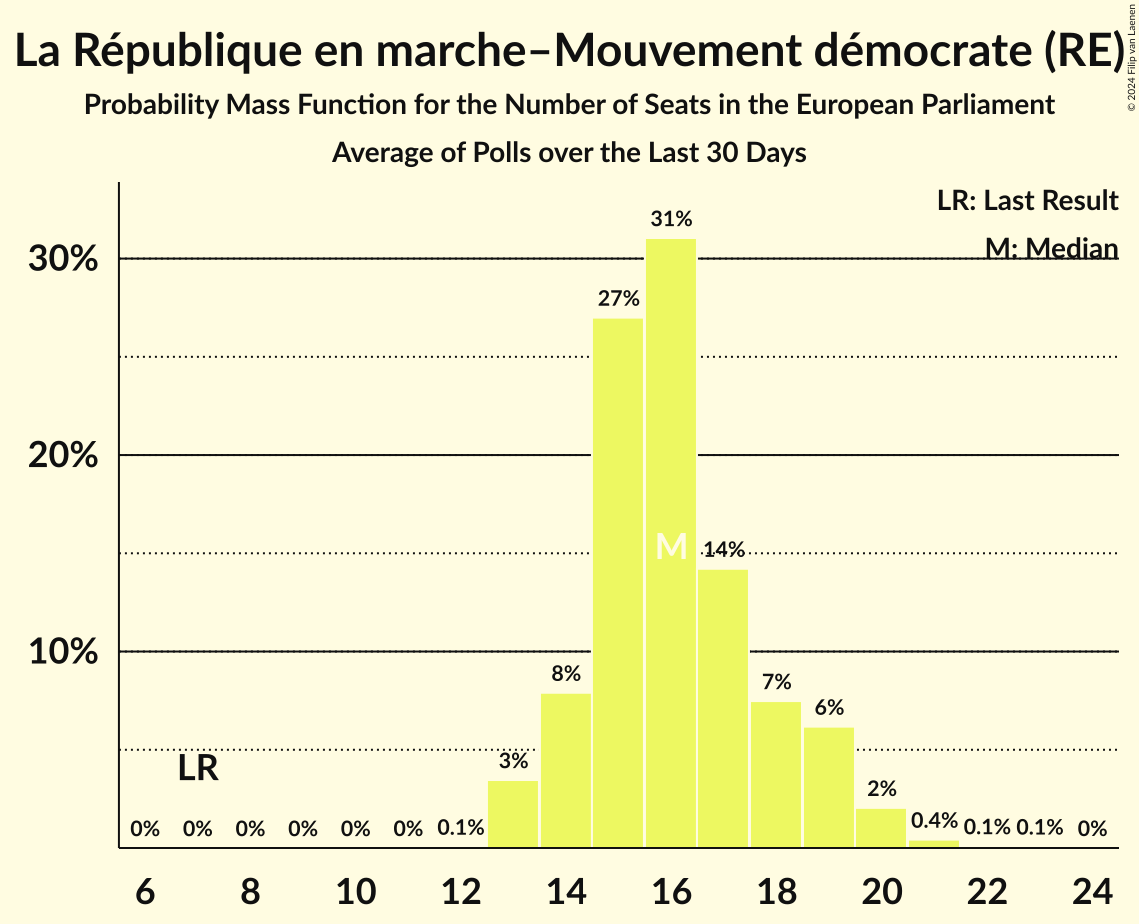 La République en marche–Mouvement démocrate (RE)
© 2024 Filip van Laenen
Probability Mass Function for the Number of Seats in the European Parliament
Average of Polls over the Last 30 Days
LR: Last Result
M: Median
30%
20%
10%
31%
27%
M
14%
8%
7%
6%
3%
LR
2%
0% 0% 0% 0% 0% 0% 0.1% 0.4% 0.1% 0.1% 0%
6 8 10 12 14 16 18 20 22 24